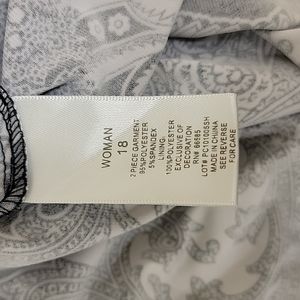 WOMAN
18
2 PIECE GARMENT
95%POLYESTER
5%SPANDEX
LINING:
100%POLYESTER
EXCLUSIVE OF
DECORATION
RN# 66585
LOT# PC10100SSH
MADE IN CHINA
SEE REVERSE
FOR CARE